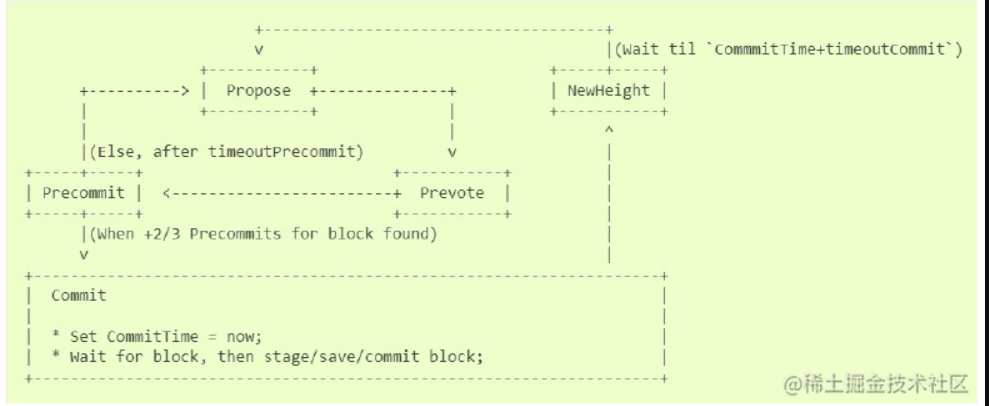 (Wait til `CommmitTime+timeoutCommit`)
Propose
NewHeight
(Else, after timeoutPrecommit)
Precommit
Prevote
(When +2/3 Precommits for block found)
Commit
* Set CommitTime = now;
* Wait for block, then stage/save/commit block;
@稀土掘金技术社区